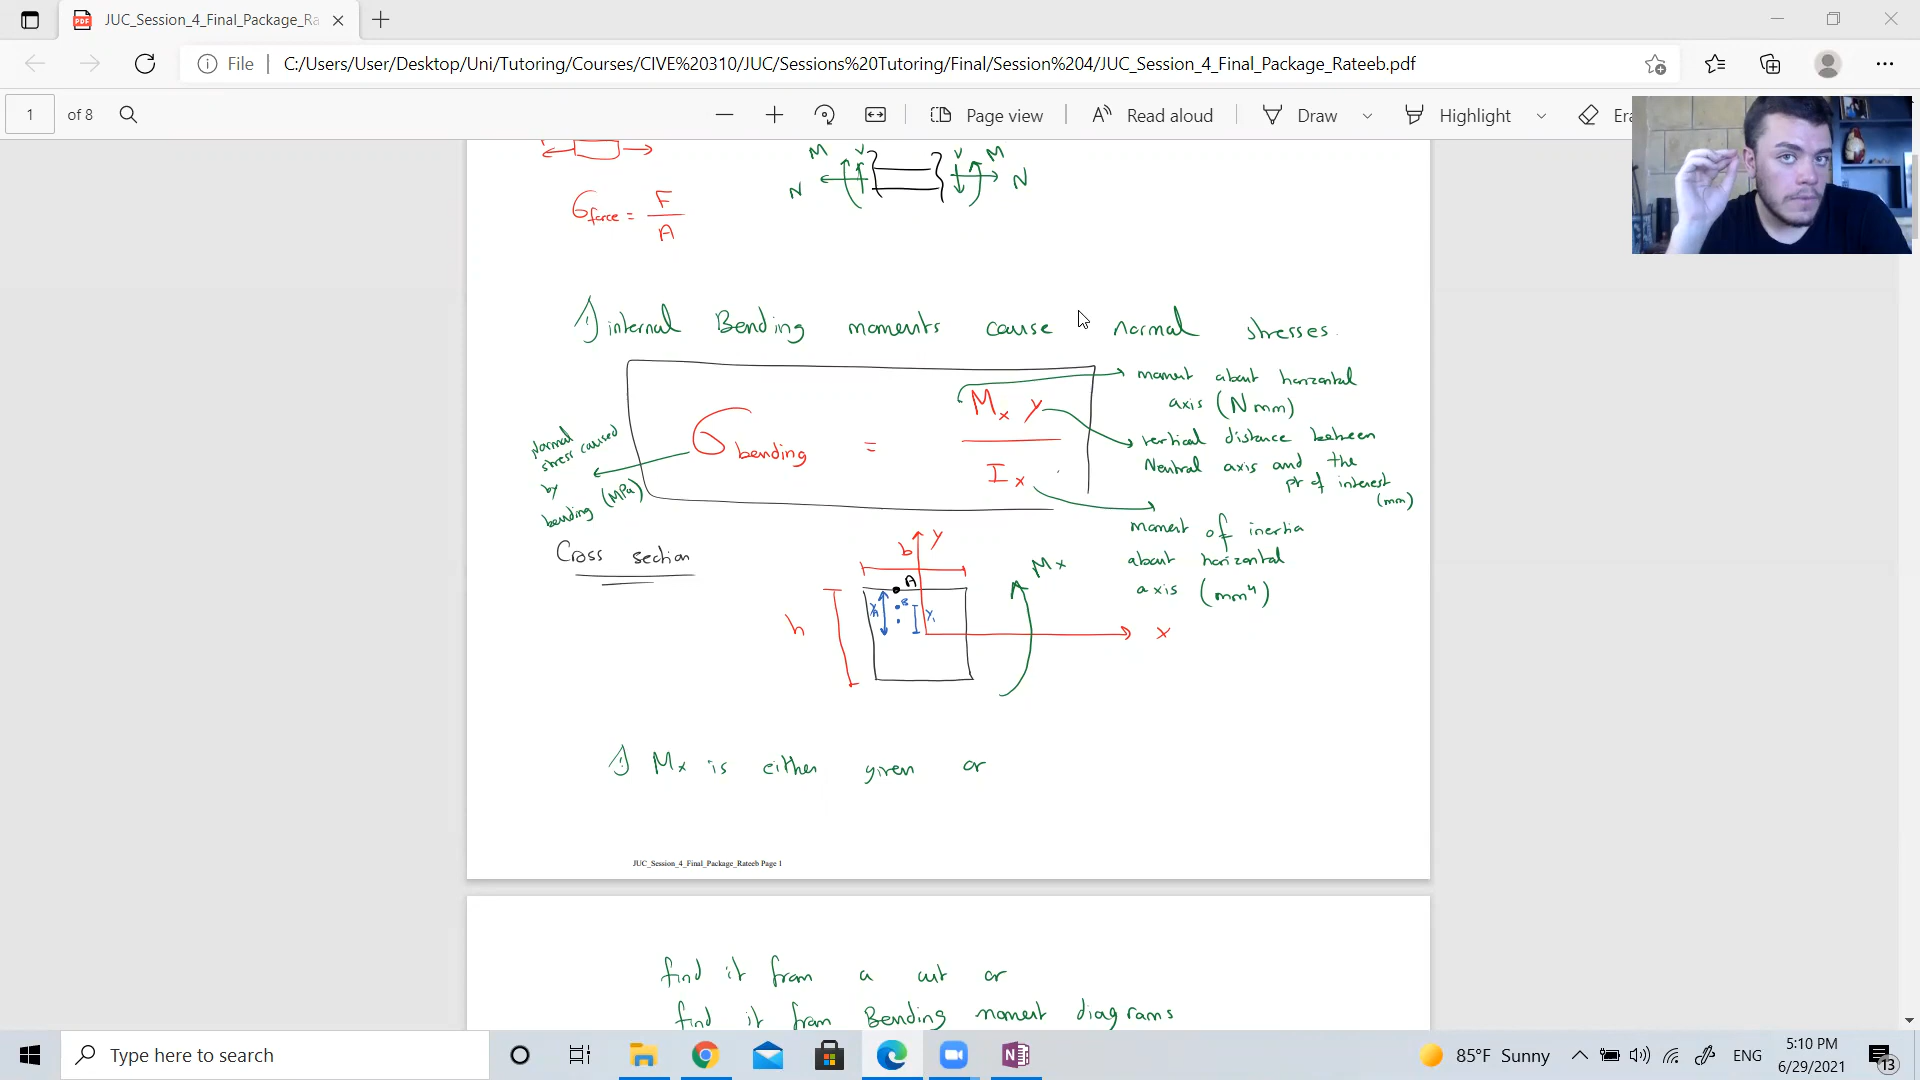 JUC_Session_4_Final_Package_Ra
File
C:/Users/User/Desktop/Uni/Tutoring/Courses/CIVE%20310/JUC/Sessions%20Tutoring/Final/Session%204/JUC_Session_4_Final_Package_Rateeb.pdf
1 of 8
Page view
Read aloud
Draw
Highlight
Era
M V V M
N N
σforce = F/A
1) internal Bending moments cause normal stresses.
σbending = Mx y / Ix
moment about horizontal
axis (N mm)
vertical distance between
Neutral axis and the
pt of interest
(mm)
Normal
stress caused
by
bending (MPa)
moment of inertia
about horizontal
axis (mm⁴)
Cross section
b y
A
Mx
h
yA
B
y₁
x
1) Mx is either given or
JUC_Session_4_Final_Package_Rateeb Page 1
find it from a cut or
find it from Bending moment diagrams
Type here to search
85°F Sunny
ENG
5:10 PM
6/29/2021
13